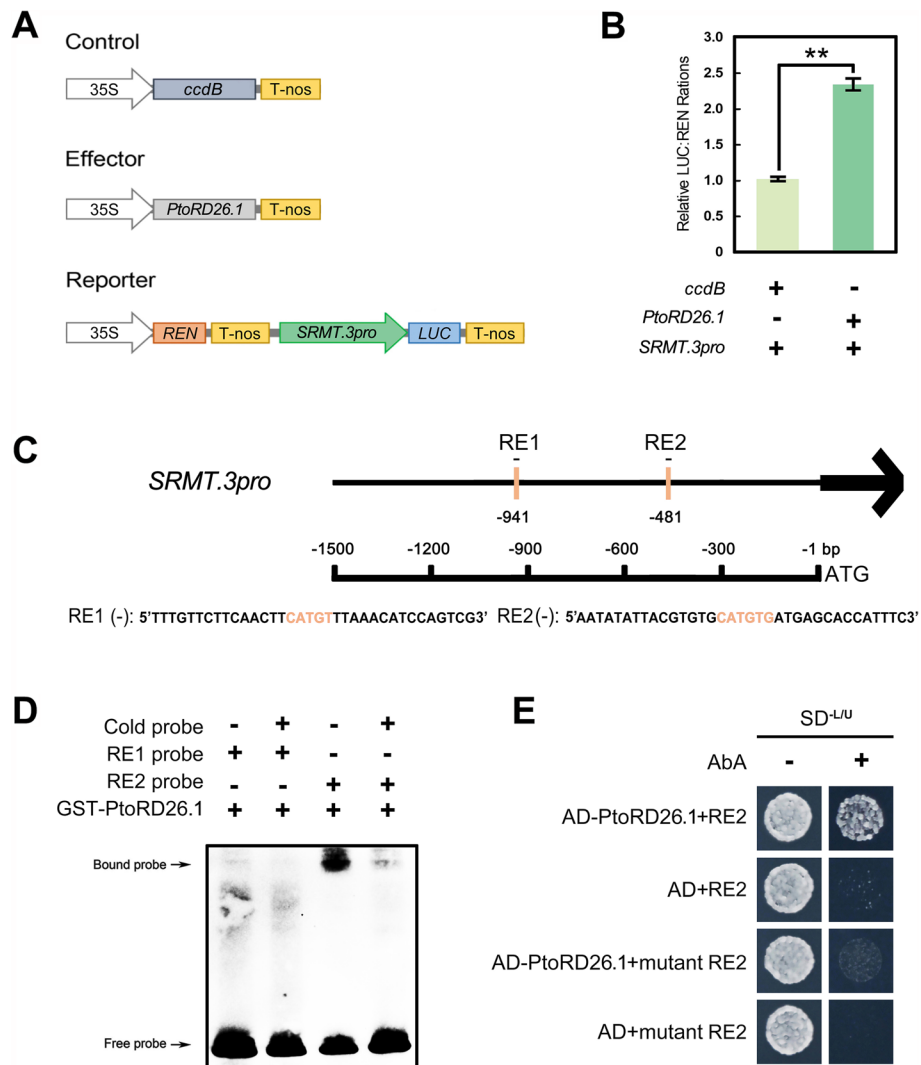 A
Control
35S ccdB T-nos
Effector
35S PtoRD26.1 T-nos
Reporter
35S REN T-nos SRMT.3pro LUC T-nos
B
Relative LUC:REN Rations
3.0
2.5
2.0
1.5
1.0
0.5
0
**
ccdB + -
PtoRD26.1 - +
SRMT.3pro + +
C
RE1 RE2
- -
SRMT.3pro
-941 -481
-1500 -1200 -900 -600 -300 -1 bp
ATG
RE1 (-): 5'TTTGTTCTTCAACTTCATGTTTAAACATCCAGTCG3' RE2(-): 5'AATATATTACGTGTGCATGTGATGAGCACCATTTC3'
D
Cold probe - + - +
RE1 probe + + - -
RE2 probe - - + +
GST-PtoRD26.1 + + + +
Bound probe
Free probe
E
SD-L/U
AbA - +
AD-PtoRD26.1+RE2
AD+RE2
AD-PtoRD26.1+mutant RE2
AD+mutant RE2